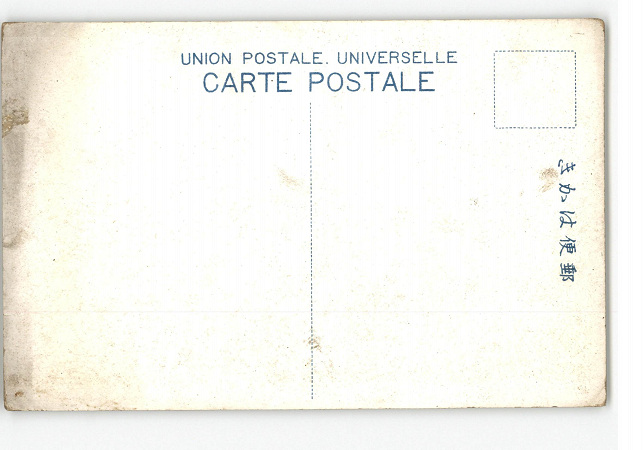 UNION POSTALE. UNIVERSELLE
CARTE POSTALE
きかは便郵